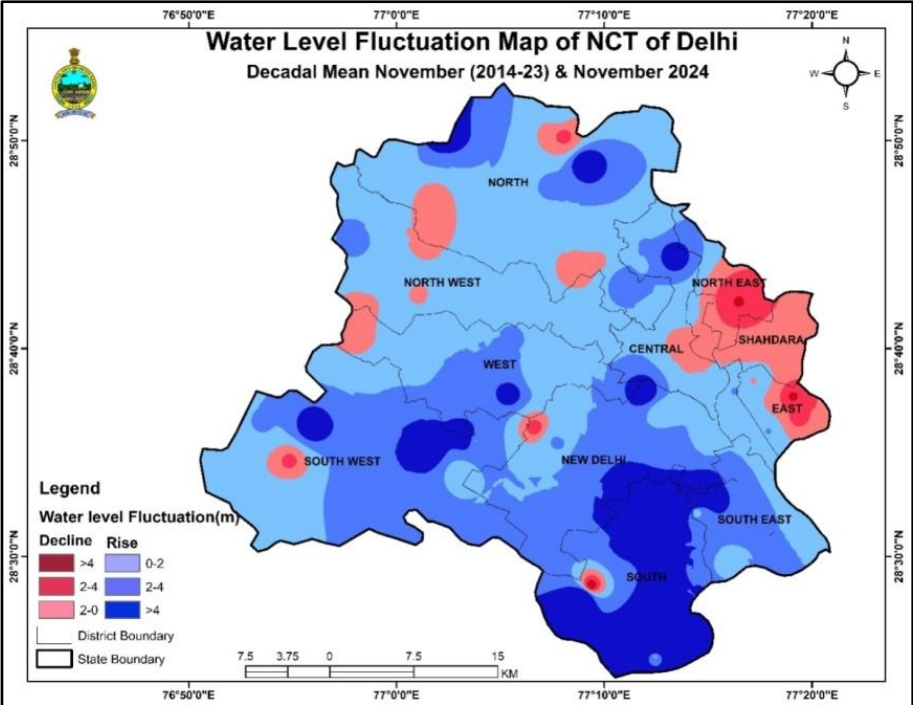 76°50'0"E 77°0'0"E 77°10'0"E 77°20'0"E
Water Level Fluctuation Map of NCT of Delhi
Decadal Mean November (2014-23) & November 2024
N
W E
S
28°50'0"N 28°50'0"N
NORTH
NORTH WEST
NORTH EAST
28°40'0"N 28°40'0"N
SHAHDARA
CENTRAL
WEST
EAST
SOUTH WEST
NEW DELHI
SOUTH EAST
28°30'0"N 28°30'0"N
SOUTH
Legend
Water level Fluctuation(m)
Decline Rise
>4 0-2
2-4 2-4
2-0 >4
District Boundary
State Boundary
7.5 3.75 0 7.5 15
KM
76°50'0"E 77°0'0"E 77°10'0"E 77°20'0"E